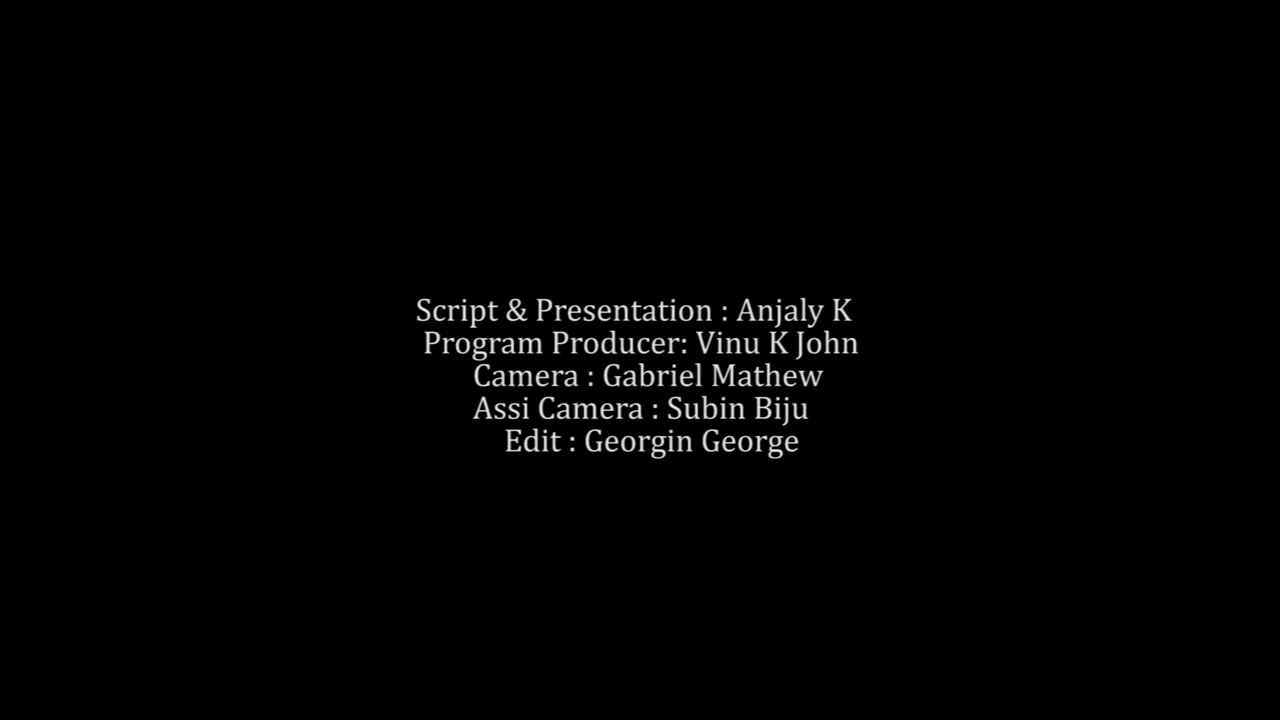 Script & Presentation : Anjaly K
Program Producer: Vinu K John
Camera : Gabriel Mathew
Assi Camera : Subin Biju
Edit : Georgin George